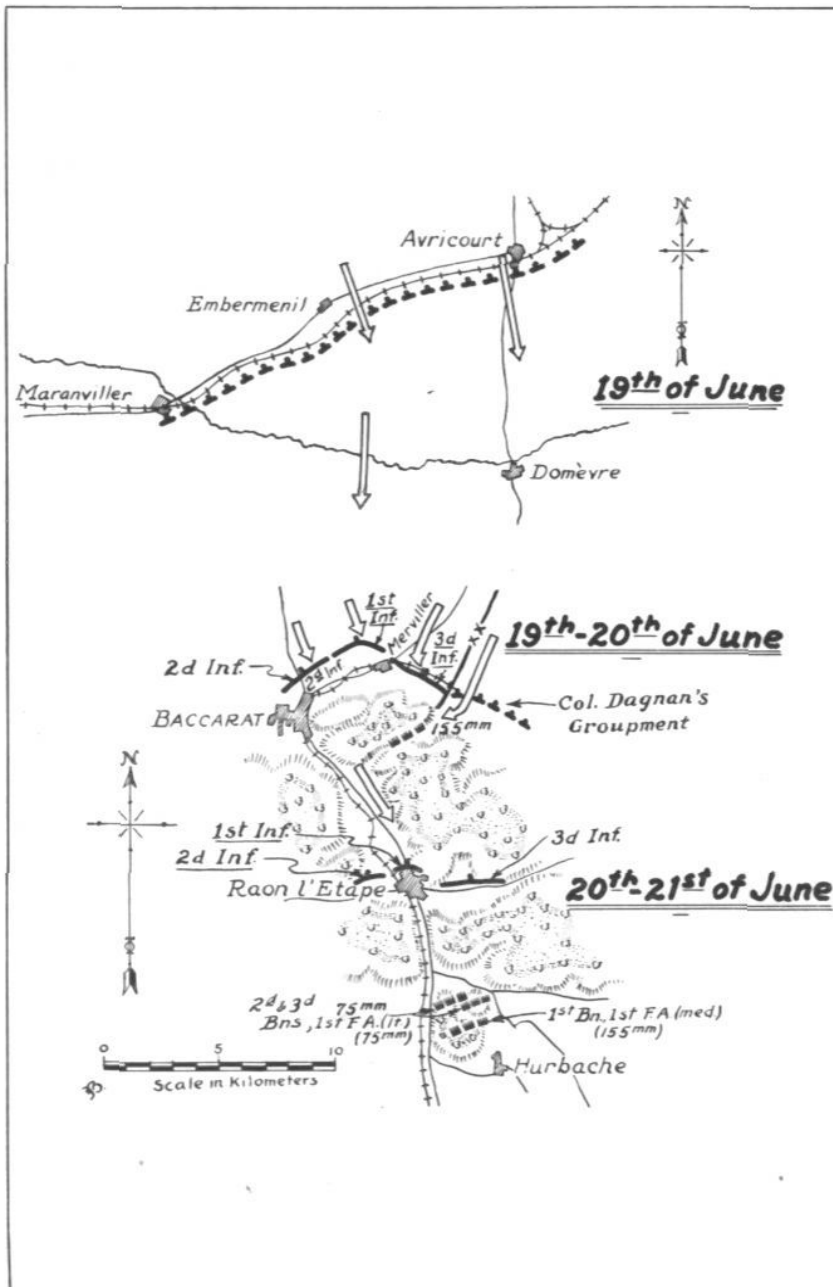 N
Avricourt
Embermenil
Maranviller
19th of June
Domèvre
1st
Inf.
Merviller
3d
Inf.
XX
19th-20th of June
2d Inf.
2d Inf
BACCARAT
155mm
Col. Dagnan's
Groupment
N
1st Inf.
3d Inf.
2d Inf.
Raon l'Etape
20th-21st of June
2d & 3d 75mm
Bns, 1st F.A. (lt.)
(75mm)
1st Bn, 1st F.A (med.)
(155mm)
0 5 10
Scale in Kilometers
Hurbache